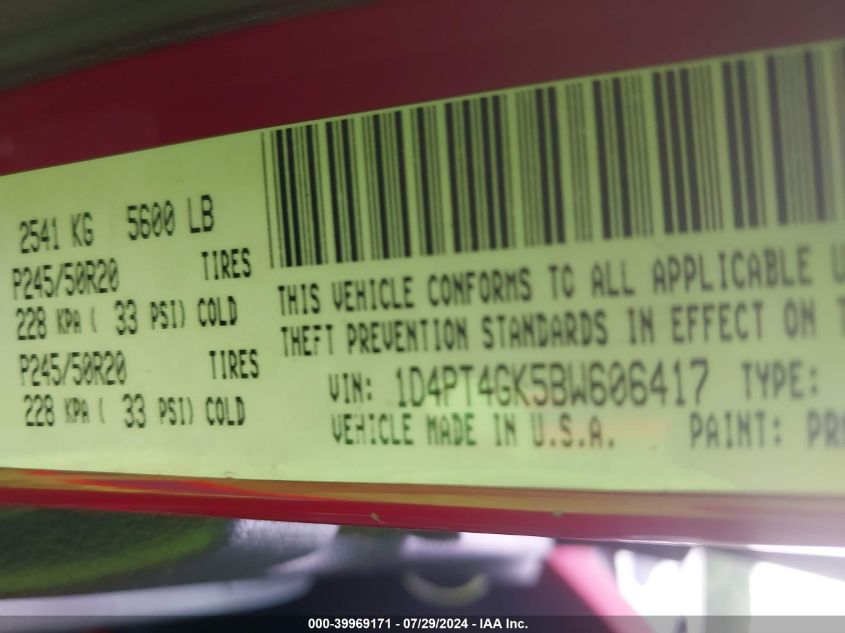 2541 KG 5600 LB
P245/50R20 TIRES
228 KPA ( 33 PSI) COLD
P245/50R20 TIRES
228 KPA ( 33 PSI) COLD
THIS VEHICLE CONFORMS TO ALL APPLICABLE U
THEFT PREVENTION STANDARDS IN EFFECT ON T
VIN: 1D4PT4GK5BW606417 TYPE:
VEHICLE MADE IN U.S.A. PAINT: PR
000-39969171 / 07/29/2024 - IAA Inc.